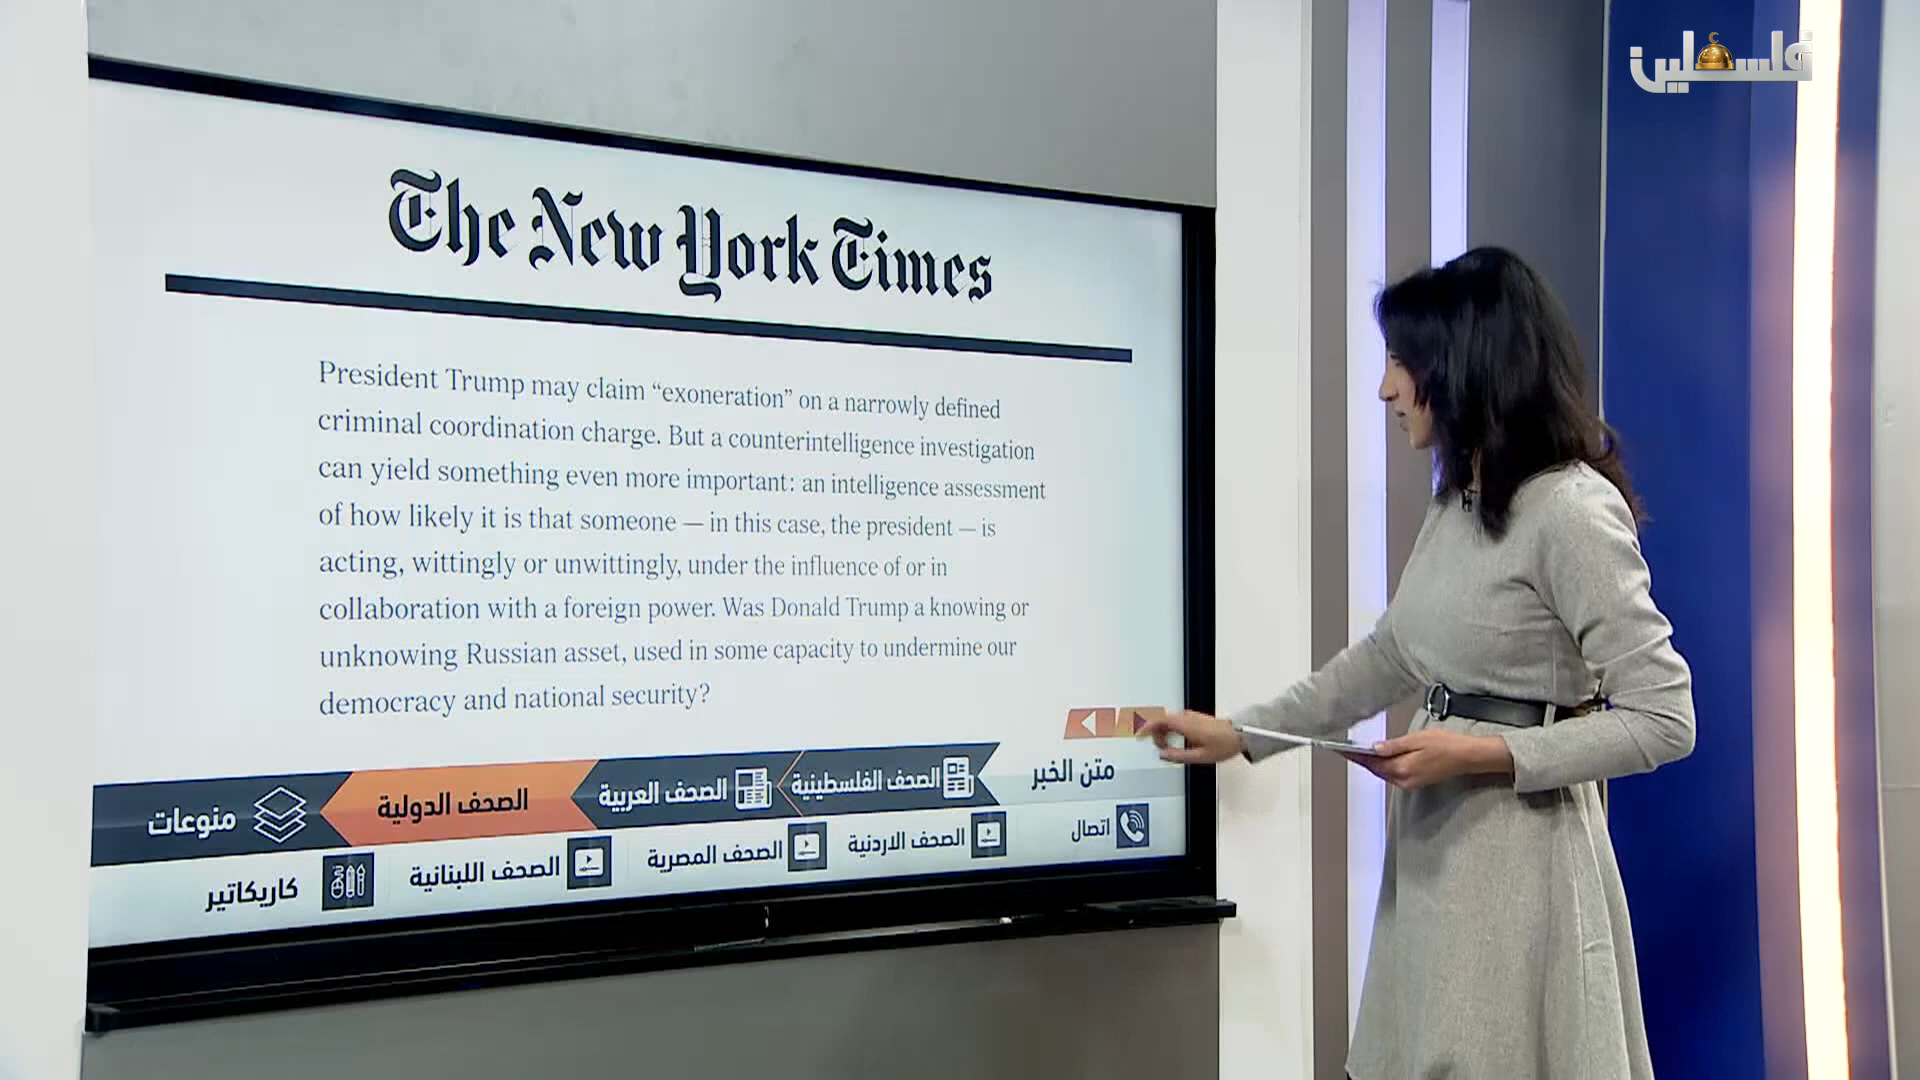 فلسطين
The New York Times
President Trump may claim “exoneration” on a narrowly defined
criminal coordination charge. But a counterintelligence investigation
can yield something even more important: an intelligence assessment
of how likely it is that someone — in this case, the president — is
acting, wittingly or unwittingly, under the influence of or in
collaboration with a foreign power. Was Donald Trump a knowing or
unknowing Russian asset, used in some capacity to undermine our
democracy and national security?
متن الخبر
الصحف الفلسطينية
الصحف العربية
الصحف الدولية
منوعات
اتصال
الصحف الاردنية
الصحف المصرية
الصحف اللبنانية
كاريكاتير